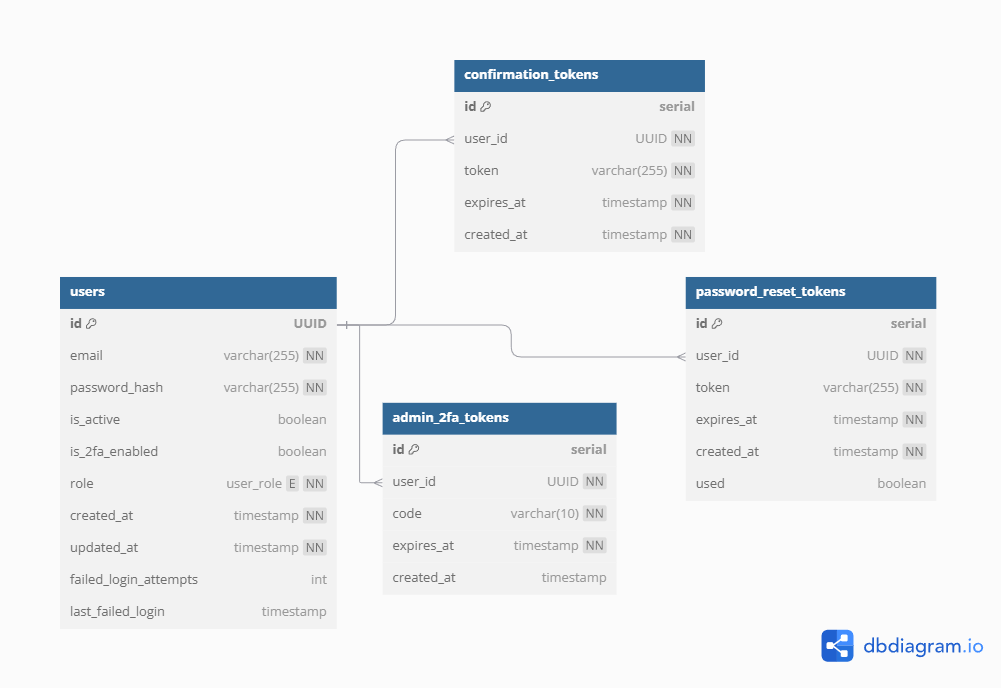 confirmation_tokens
id serial
user_id UUID NN
token varchar(255) NN
expires_at timestamp NN
created_at timestamp NN
users
id UUID
email varchar(255) NN
password_hash varchar(255) NN
is_active boolean
is_2fa_enabled boolean
role user_role E NN
created_at timestamp NN
updated_at timestamp NN
failed_login_attempts int
last_failed_login timestamp
password_reset_tokens
id serial
user_id UUID NN
token varchar(255) NN
expires_at timestamp NN
created_at timestamp NN
used boolean
admin_2fa_tokens
id serial
user_id UUID NN
code varchar(10) NN
expires_at timestamp NN
created_at timestamp
dbdiagram.io